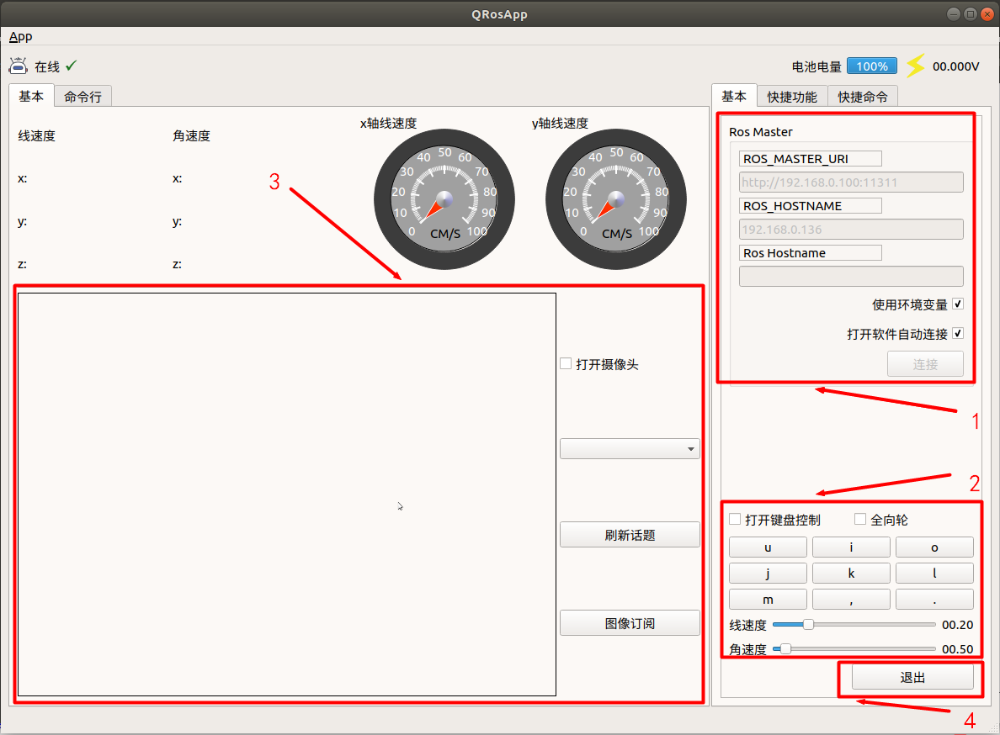 QRosApp
App
在线
电池电量 100% 00.000V
基本 命令行
基本 快捷功能 快捷命令
线速度 角速度
x: x:
y: y:
z: z:
x轴线速度
0 10 20 30 40 50 60 70 80 90 100
CM/S
y轴线速度
0 10 20 30 40 50 60 70 80 90 100
CM/S
3
打开摄像头
刷新话题
图像订阅
Ros Master
ROS_MASTER_URI
http://192.168.0.100:11311
ROS_HOSTNAME
192.168.0.136
Ros Hostname
使用环境变量
打开软件自动连接
连接
1
2
打开键盘控制 全向轮
u i o
j k l
m , .
线速度 00.20
角速度 00.50
退出
4